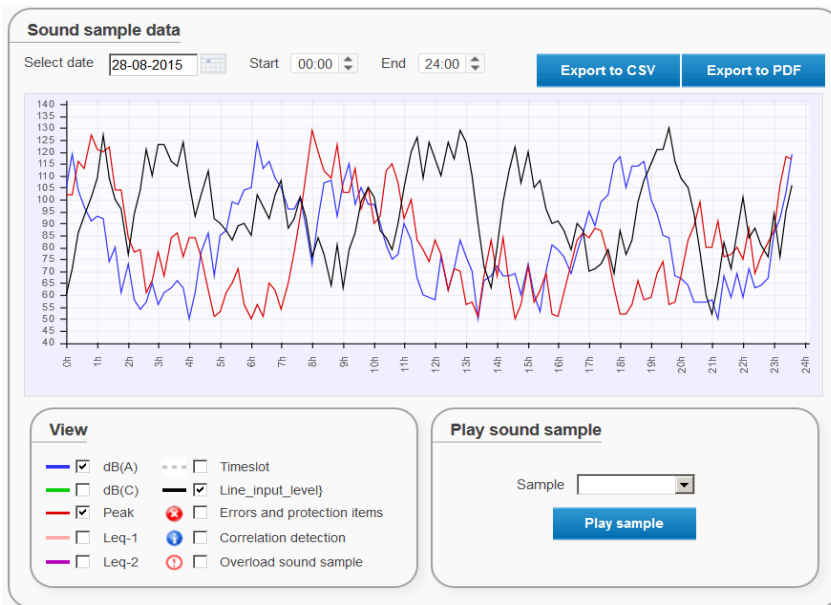 Sound sample data
Select date 28-08-2015 Start 00:00 End 24:00 Export to CSV Export to PDF
140
135
130
125
120
115
110
105
100
95
90
85
80
75
70
65
60
55
50
45
40
0h 1h 2h 3h 4h 5h 6h 7h 8h 9h 10h 11h 12h 13h 14h 15h 16h 17h 18h 19h 20h 21h 22h 23h 24h
View
dB(A) Timeslot
dB(C) Line_input_level}
Peak Errors and protection items
Leq-1 Correlation detection
Leq-2 Overload sound sample
Play sound sample
Sample
Play sample